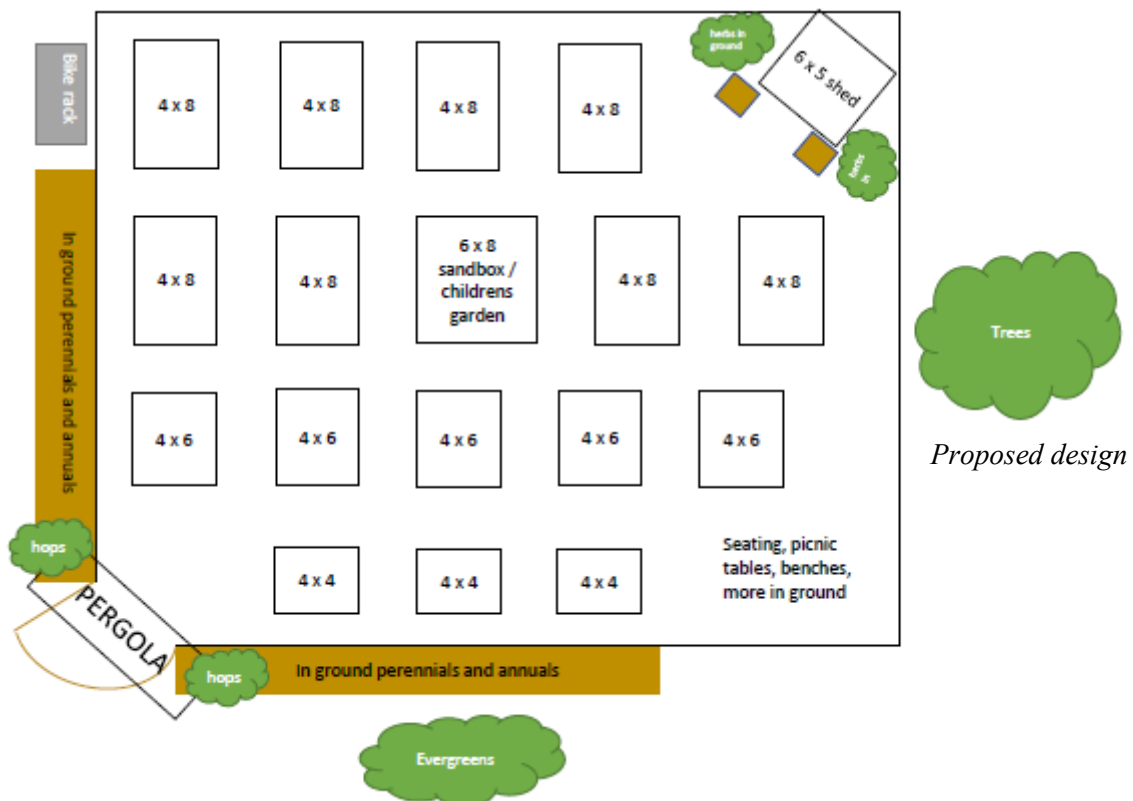 Bike rack
4 x 8
4 x 8
4 x 8
4 x 8
herbs in
ground
6 x 5 shed
herbs
in
In ground perennials and annuals
4 x 8
4 x 8
6 x 8
sandbox /
childrens
garden
4 x 8
4 x 8
Trees
Proposed design
4 x 6
4 x 6
4 x 6
4 x 6
4 x 6
hops
PERGOLA
4 x 4
4 x 4
4 x 4
Seating, picnic
tables, benches,
more in ground
hops
In ground perennials and annuals
Evergreens